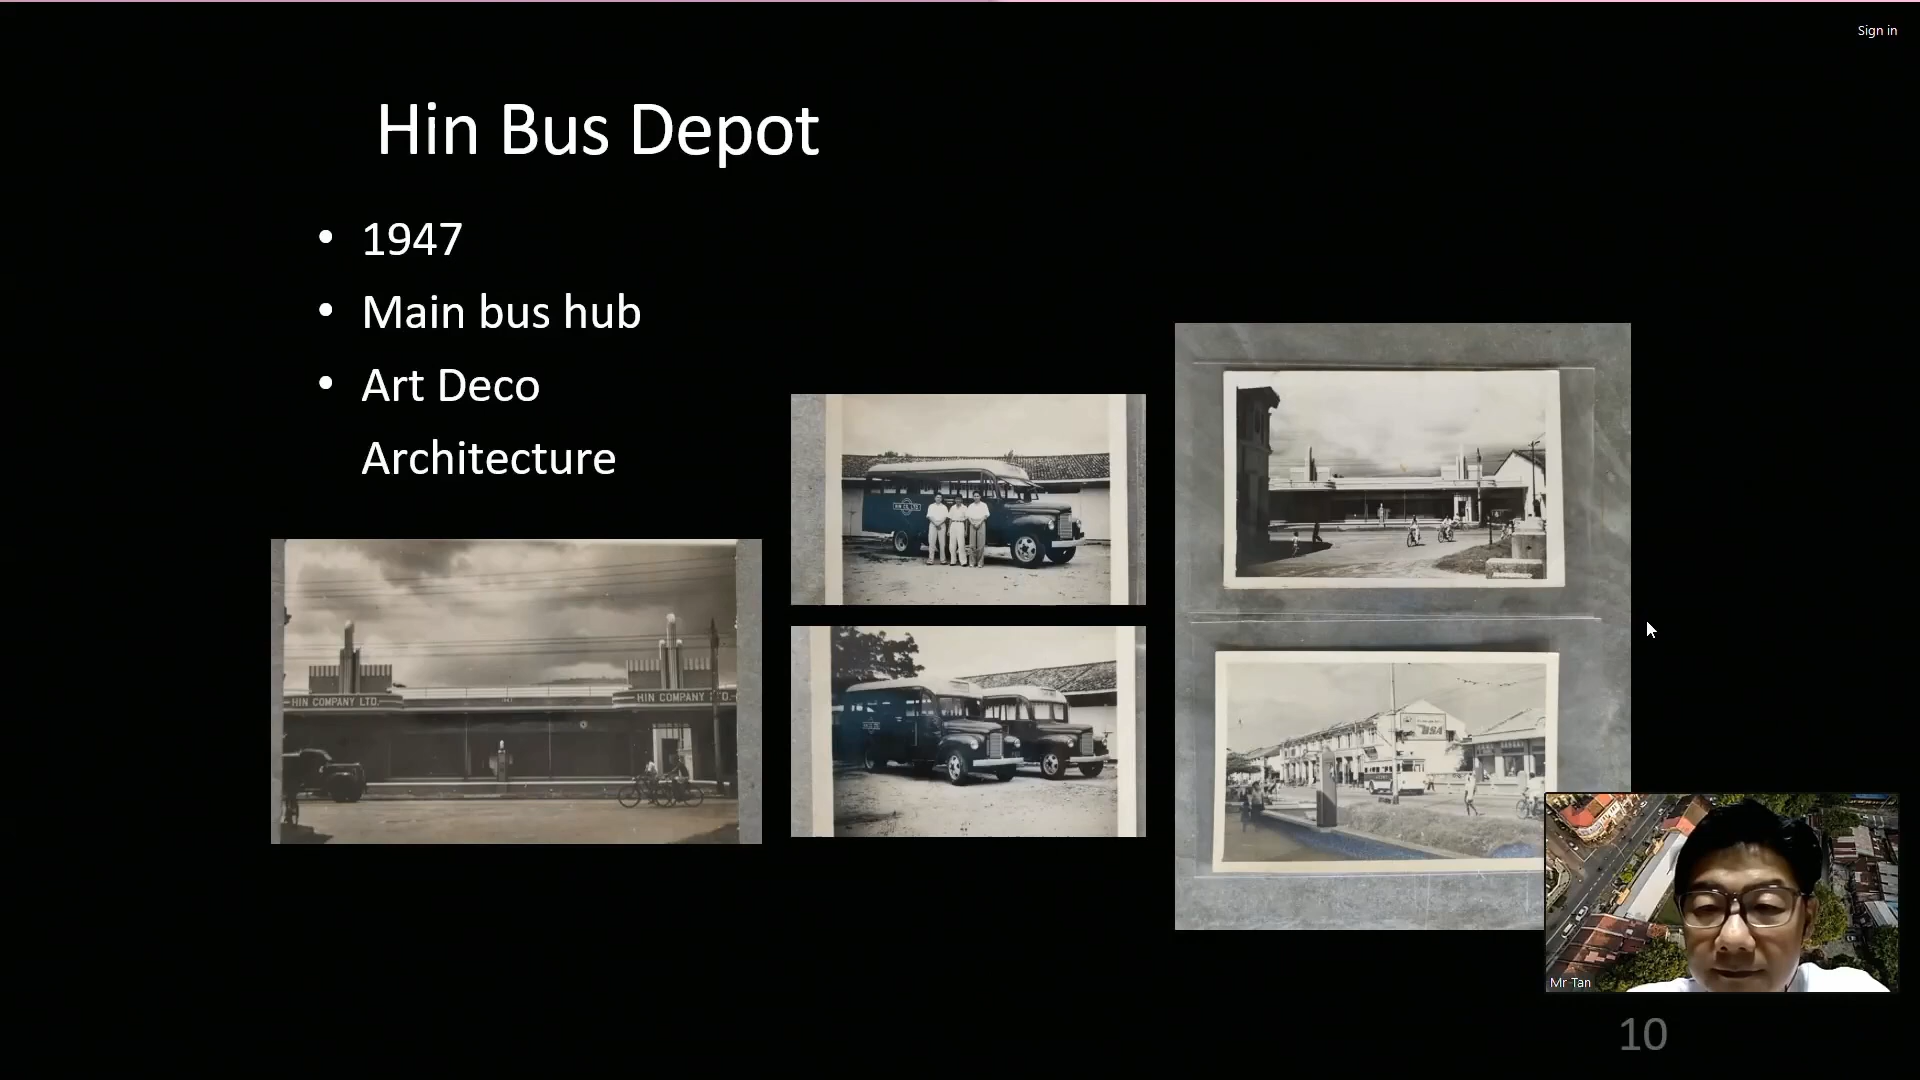 Sign in
Hin Bus Depot
• 1947
• Main bus hub
• Art Deco
Architecture
HIN COMPANY LTD.
HIN COMPANY
BSA
Mr Tan
10